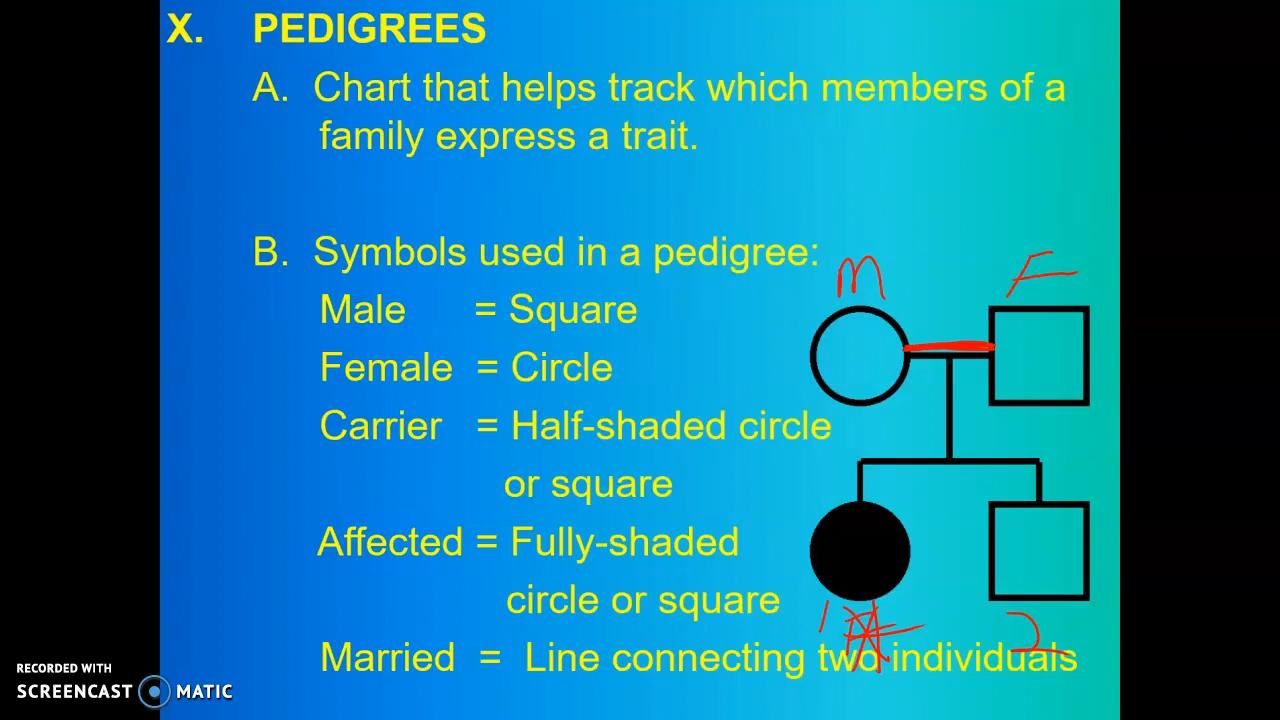 X. PEDIGREES
A. Chart that helps track which members of a
family express a trait.
B. Symbols used in a pedigree:
M F
Male = Square
Female = Circle
Carrier = Half-shaded circle
or square
Affected = Fully-shaded
circle or square
1 2
Married = Line connecting two individuals
RECORDED WITH
SCREENCAST MATIC